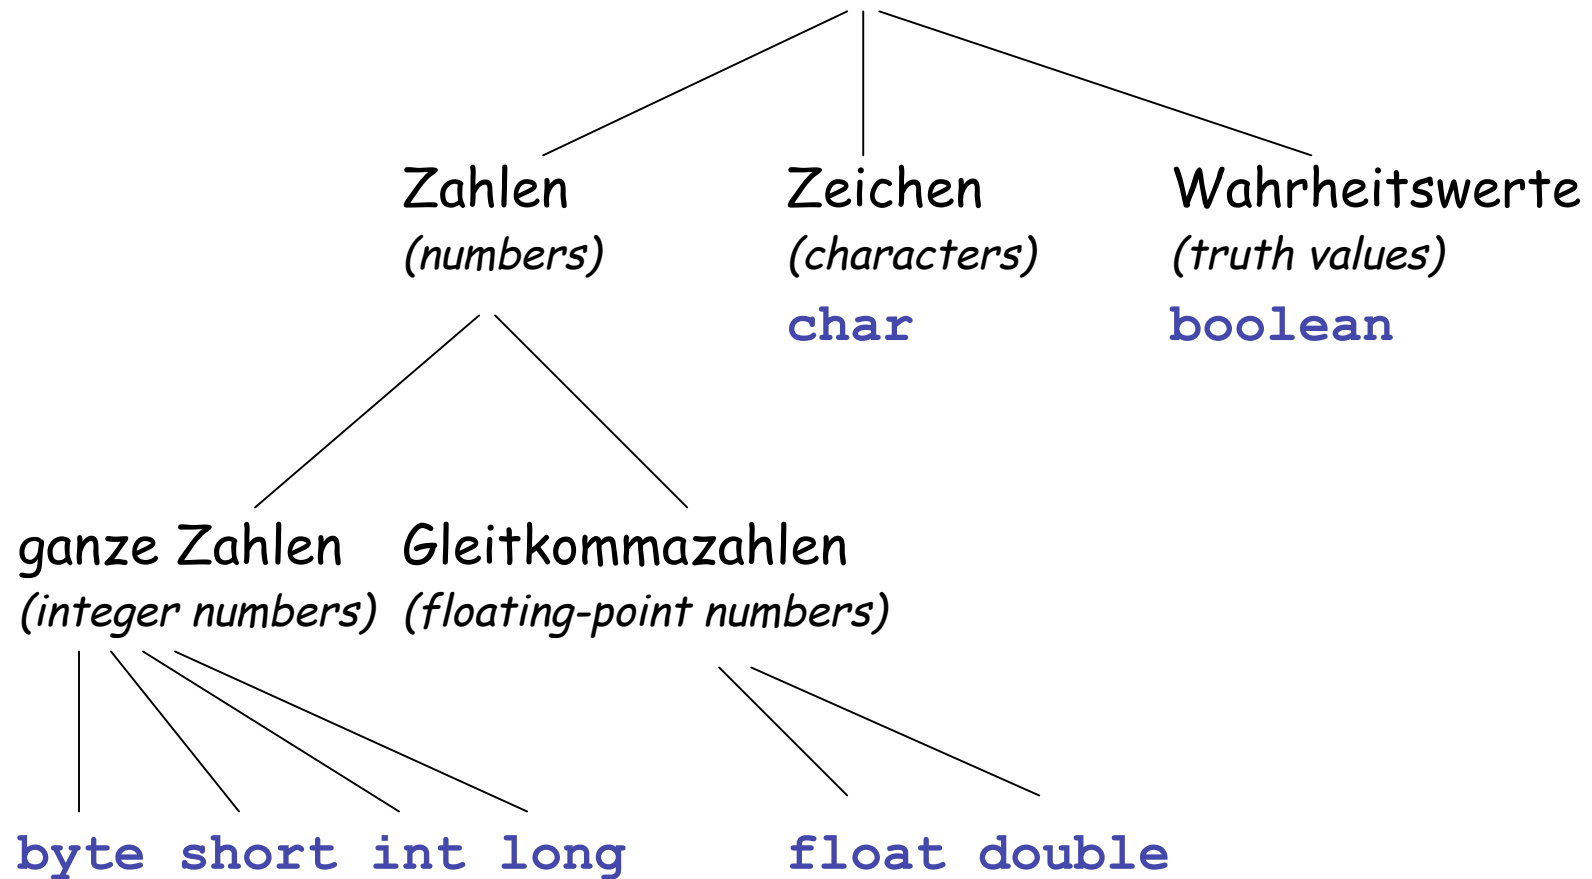 Zahlen Zeichen Wahrheitswerte
(numbers) (characters) (truth values)
char boolean
ganze Zahlen Gleitkommazahlen
(integer numbers) (floating-point numbers)
byte short int long float double